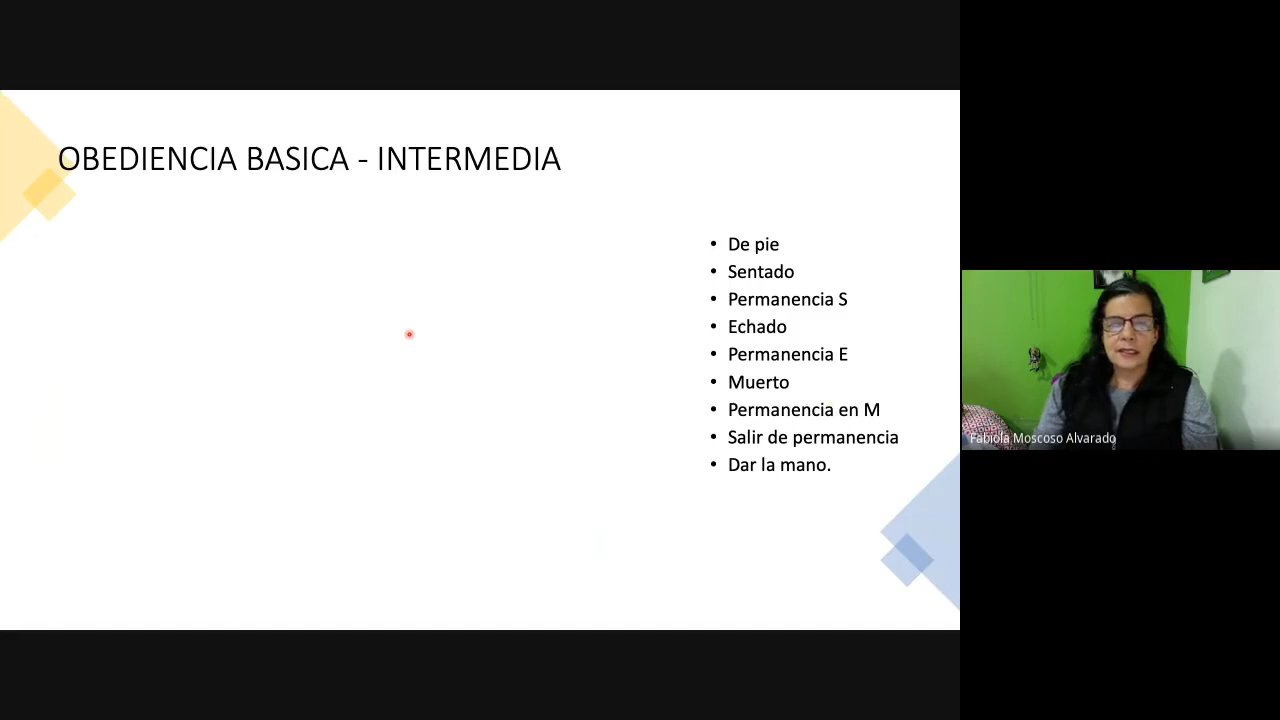 OBEDIENCIA BASICA - INTERMEDIA
• De pie
• Sentado
• Permanencia S
• Echado
• Permanencia E
• Muerto
• Permanencia en M
• Salir de permanencia
• Dar la mano.
Fabiola Moscoso Alvarado